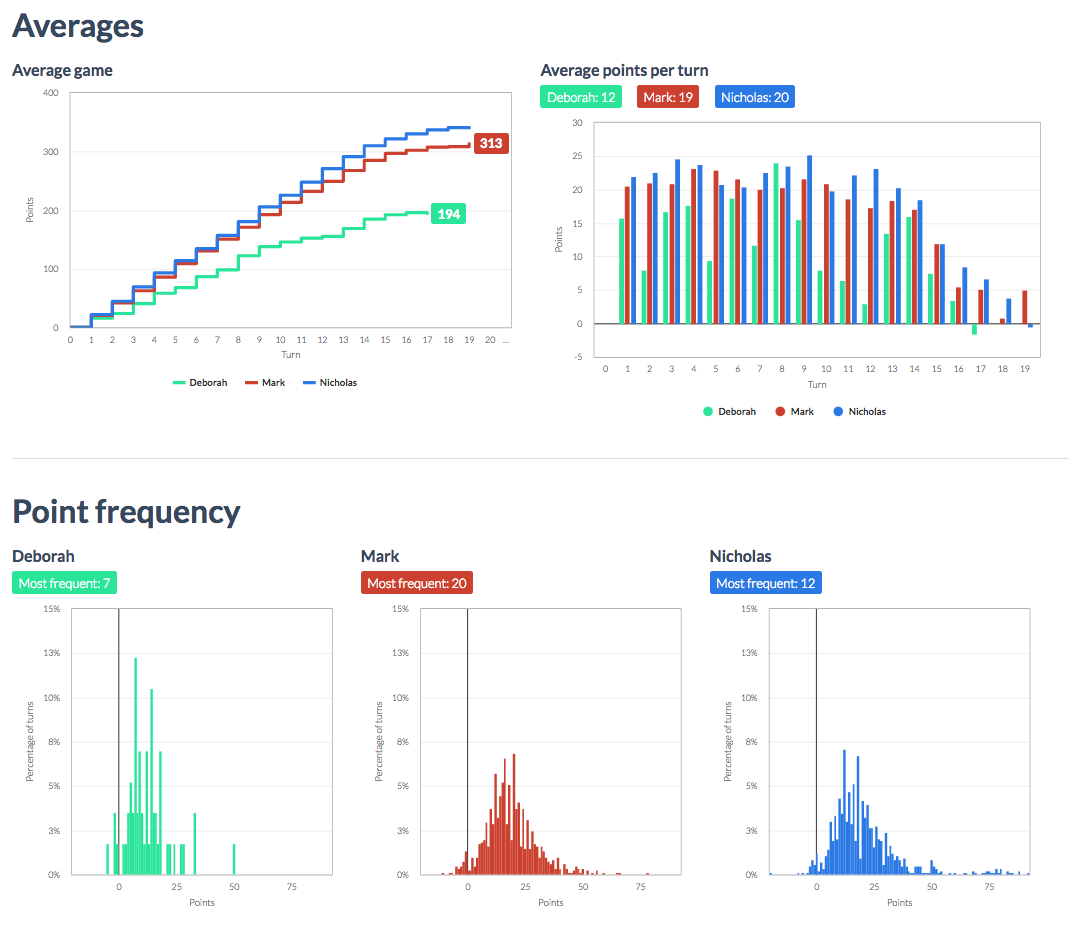 Averages
Average game
400
300
200
100
0
Points
313
194
0 1 2 3 4 5 6 7 8 9 10 11 12 13 14 15 16 17 18 19 20 ...
Turn
Deborah Mark Nicholas
Average points per turn
Deborah: 12 Mark: 19 Nicholas: 20
30
25
20
15
10
5
0
-5
Points
0 1 2 3 4 5 6 7 8 9 10 11 12 13 14 15 16 17 18 19
Turn
Deborah Mark Nicholas
Point frequency
Deborah
Most frequent: 7
15%
13%
10%
8%
5%
3%
0%
Percentage of turns
0 25 50 75
Points
Mark
Most frequent: 20
15%
13%
10%
8%
5%
3%
0%
Percentage of turns
0 25 50 75
Points
Nicholas
Most frequent: 12
15%
13%
10%
8%
5%
3%
0%
Percentage of turns
0 25 50 75
Points